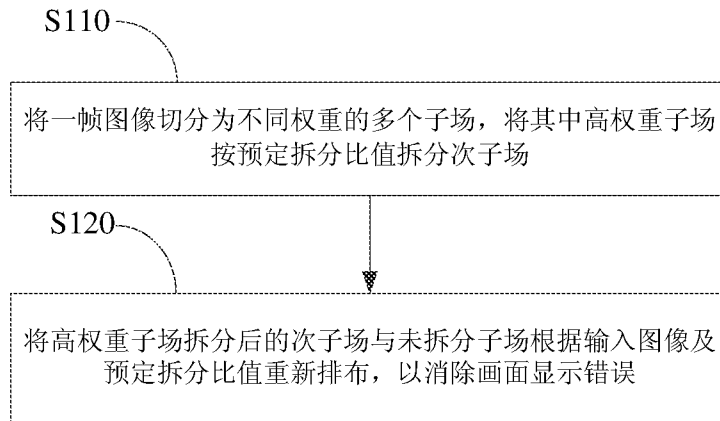 S110
将一帧图像切分为不同权重的多个子场，将其中高权重子场
按预定拆分比值拆分次子场
S120
将高权重子场拆分后的次子场与未拆分子场根据输入图像及
预定拆分比值重新排布，以消除画面显示错误